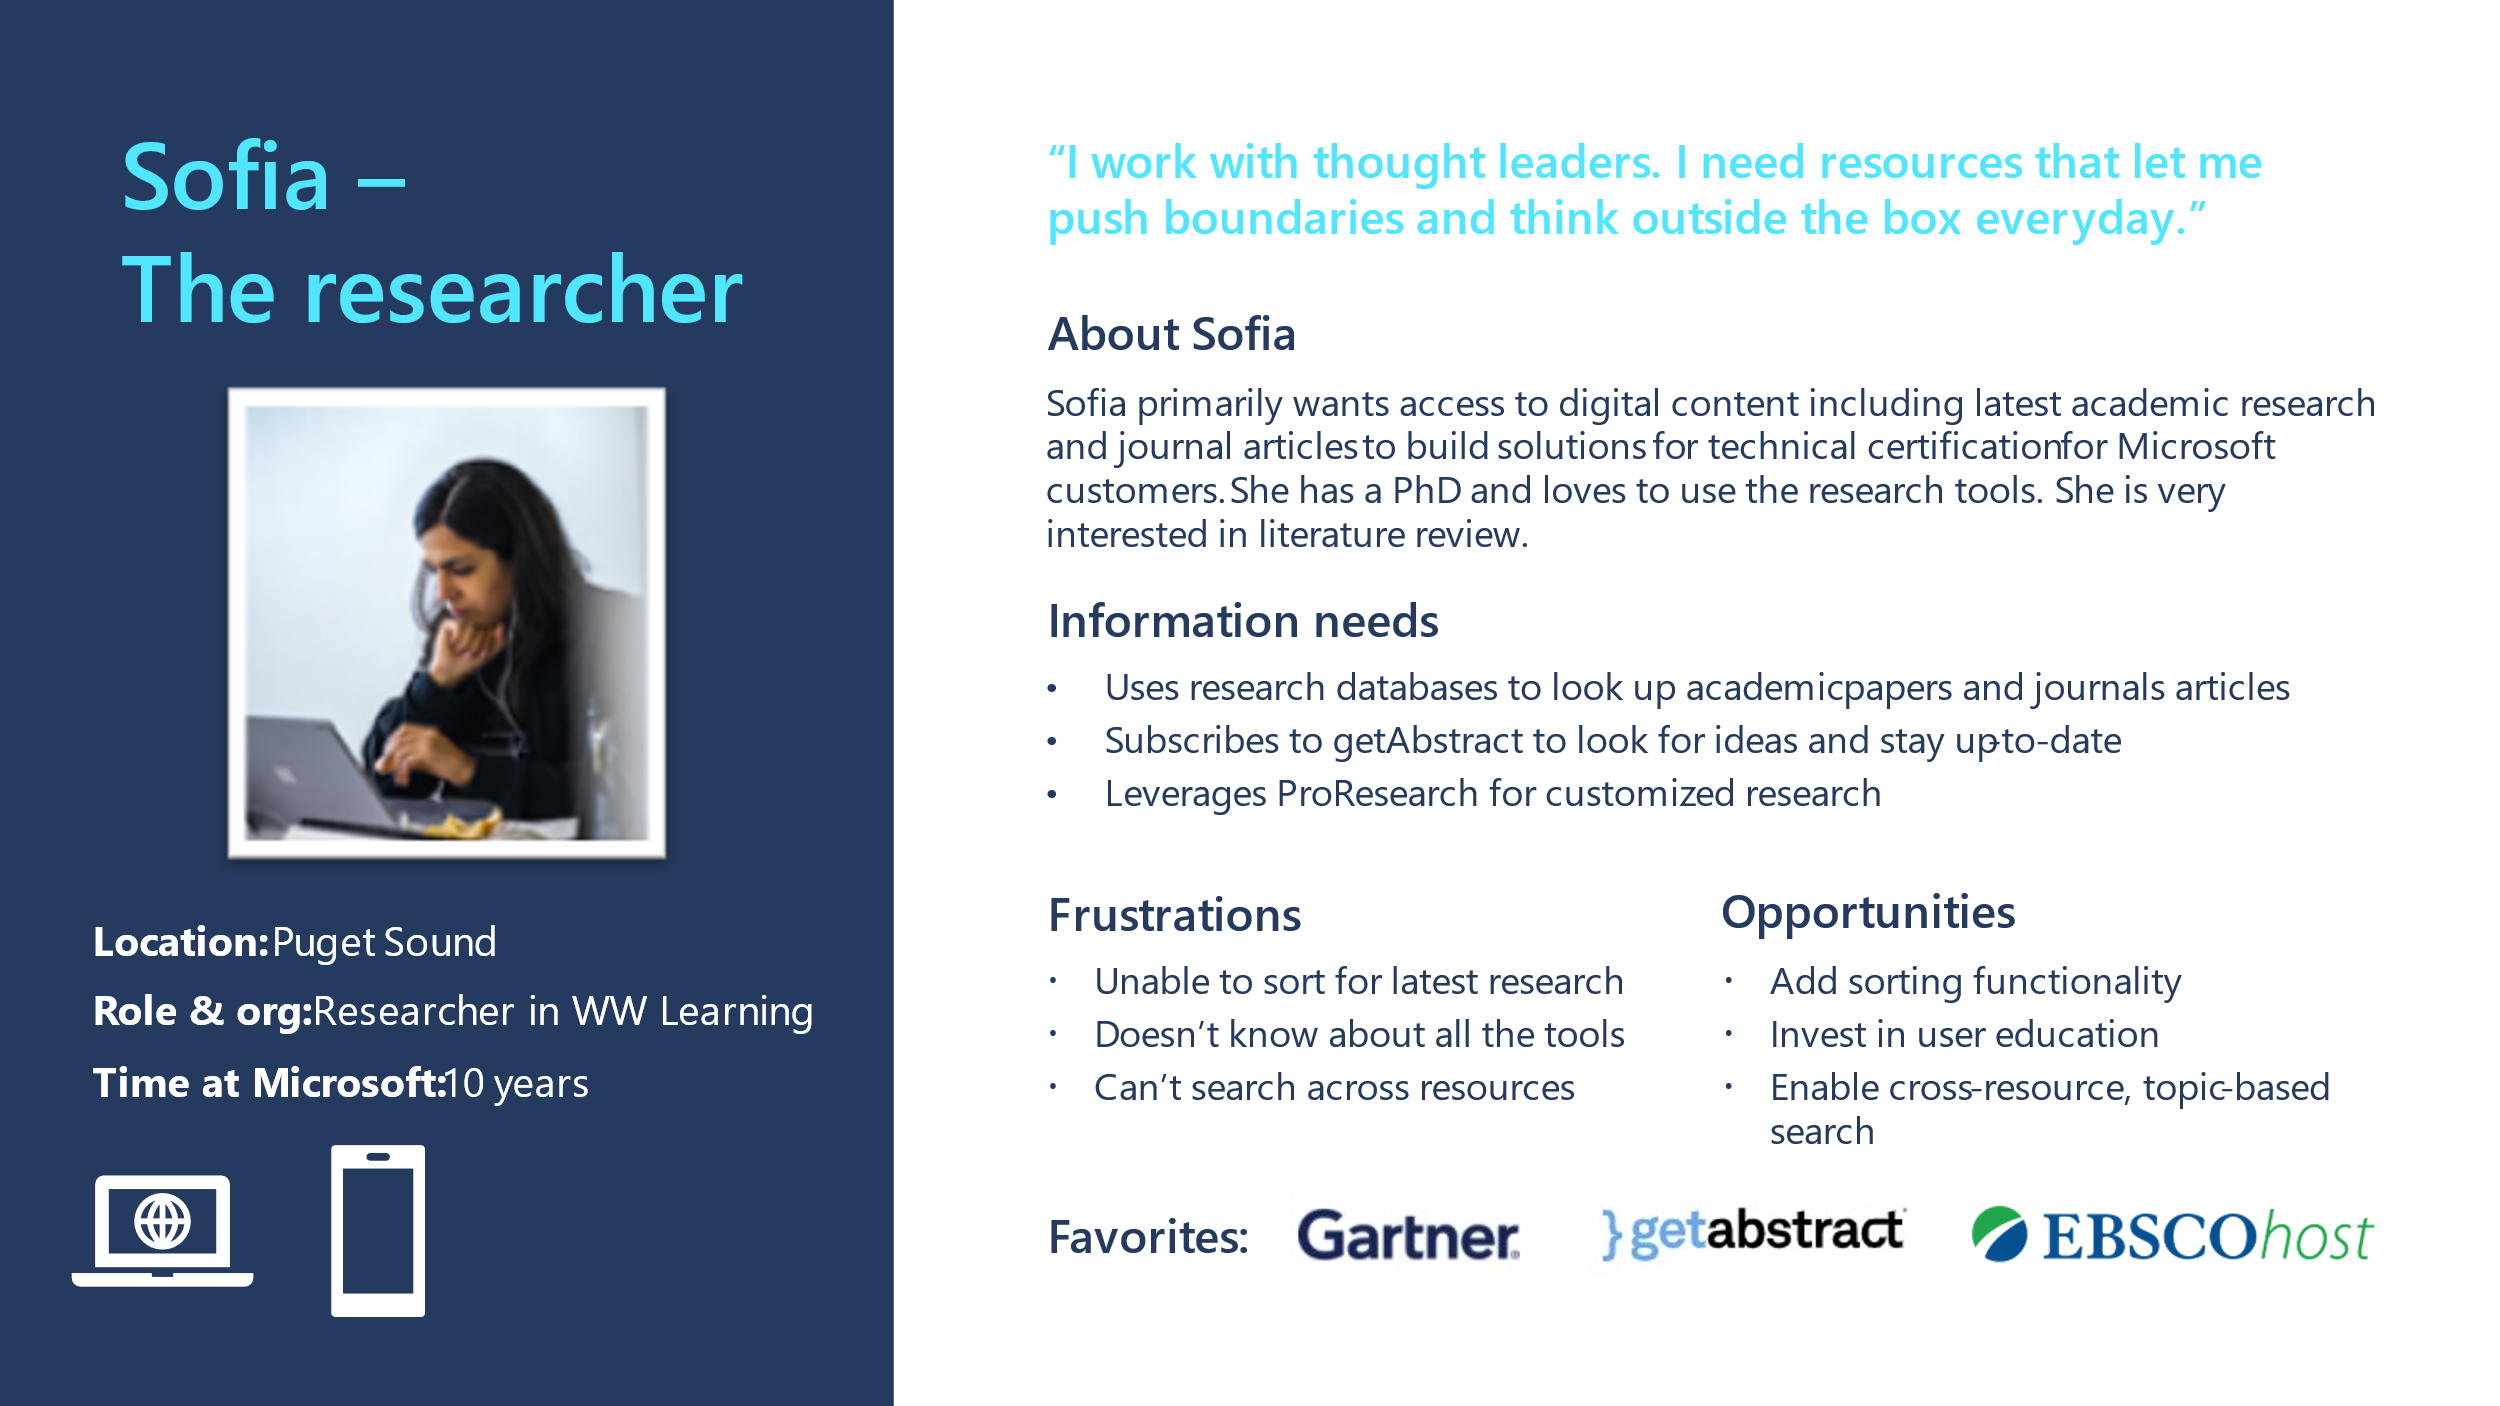 Sofia –
The researcher
Location: Puget Sound
Role & org: Researcher in WW Learning
Time at Microsoft: 10 years
“I work with thought leaders. I need resources that let me
push boundaries and think outside the box everyday.”
About Sofia
Sofia primarily wants access to digital content including latest academic research
and journal articles to build solutions for technical certification for Microsoft
customers. She has a PhD and loves to use the research tools. She is very
interested in literature review.
Information needs
• Uses research databases to look up academic papers and journals articles
• Subscribes to getAbstract to look for ideas and stay up-to-date
• Leverages ProResearch for customized research
Frustrations
• Unable to sort for latest research
• Doesn’t know about all the tools
• Can’t search across resources
Opportunities
• Add sorting functionality
• Invest in user education
• Enable cross-resource, topic-based
search
Favorites: Gartner® }getabstract EBSCOhost